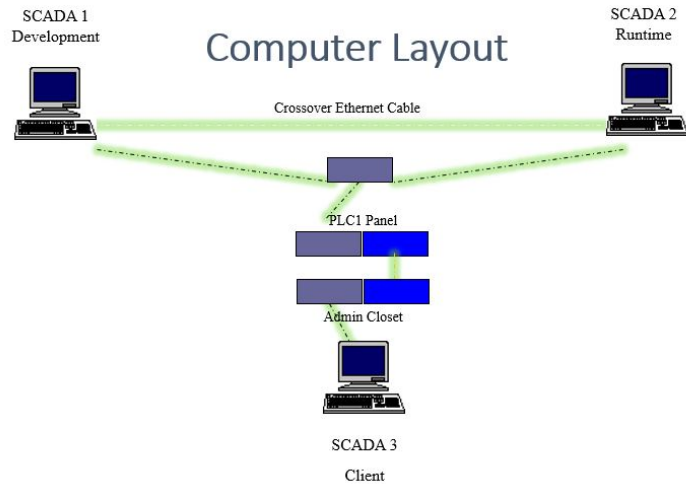 SCADA 1
Development
SCADA 2
Runtime
Computer Layout
Crossover Ethernet Cable
PLC1 Panel
Admin Closet
SCADA 3
Client